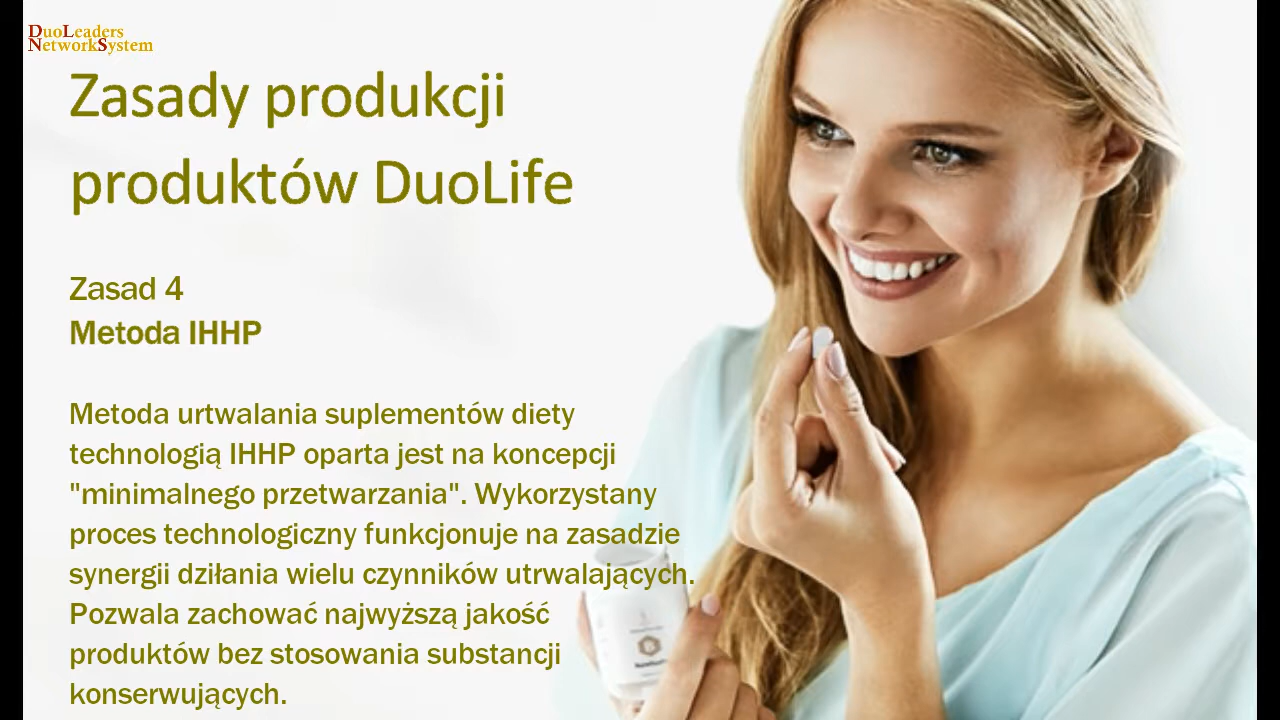 DuoLeaders
NetworkSystem
Zasady produkcji
produktów DuoLife
Zasad 4
Metoda IHHP
Metoda urtwalania suplementów diety
technologią IHHP oparta jest na koncepcji
"minimalnego przetwarzania". Wykorzystany
proces technologiczny funkcjonuje na zasadzie
synergii dziłania wielu czynników utrwalających.
Pozwala zachować najwyższą jakość
produktów bez stosowania substancji
konserwujących.